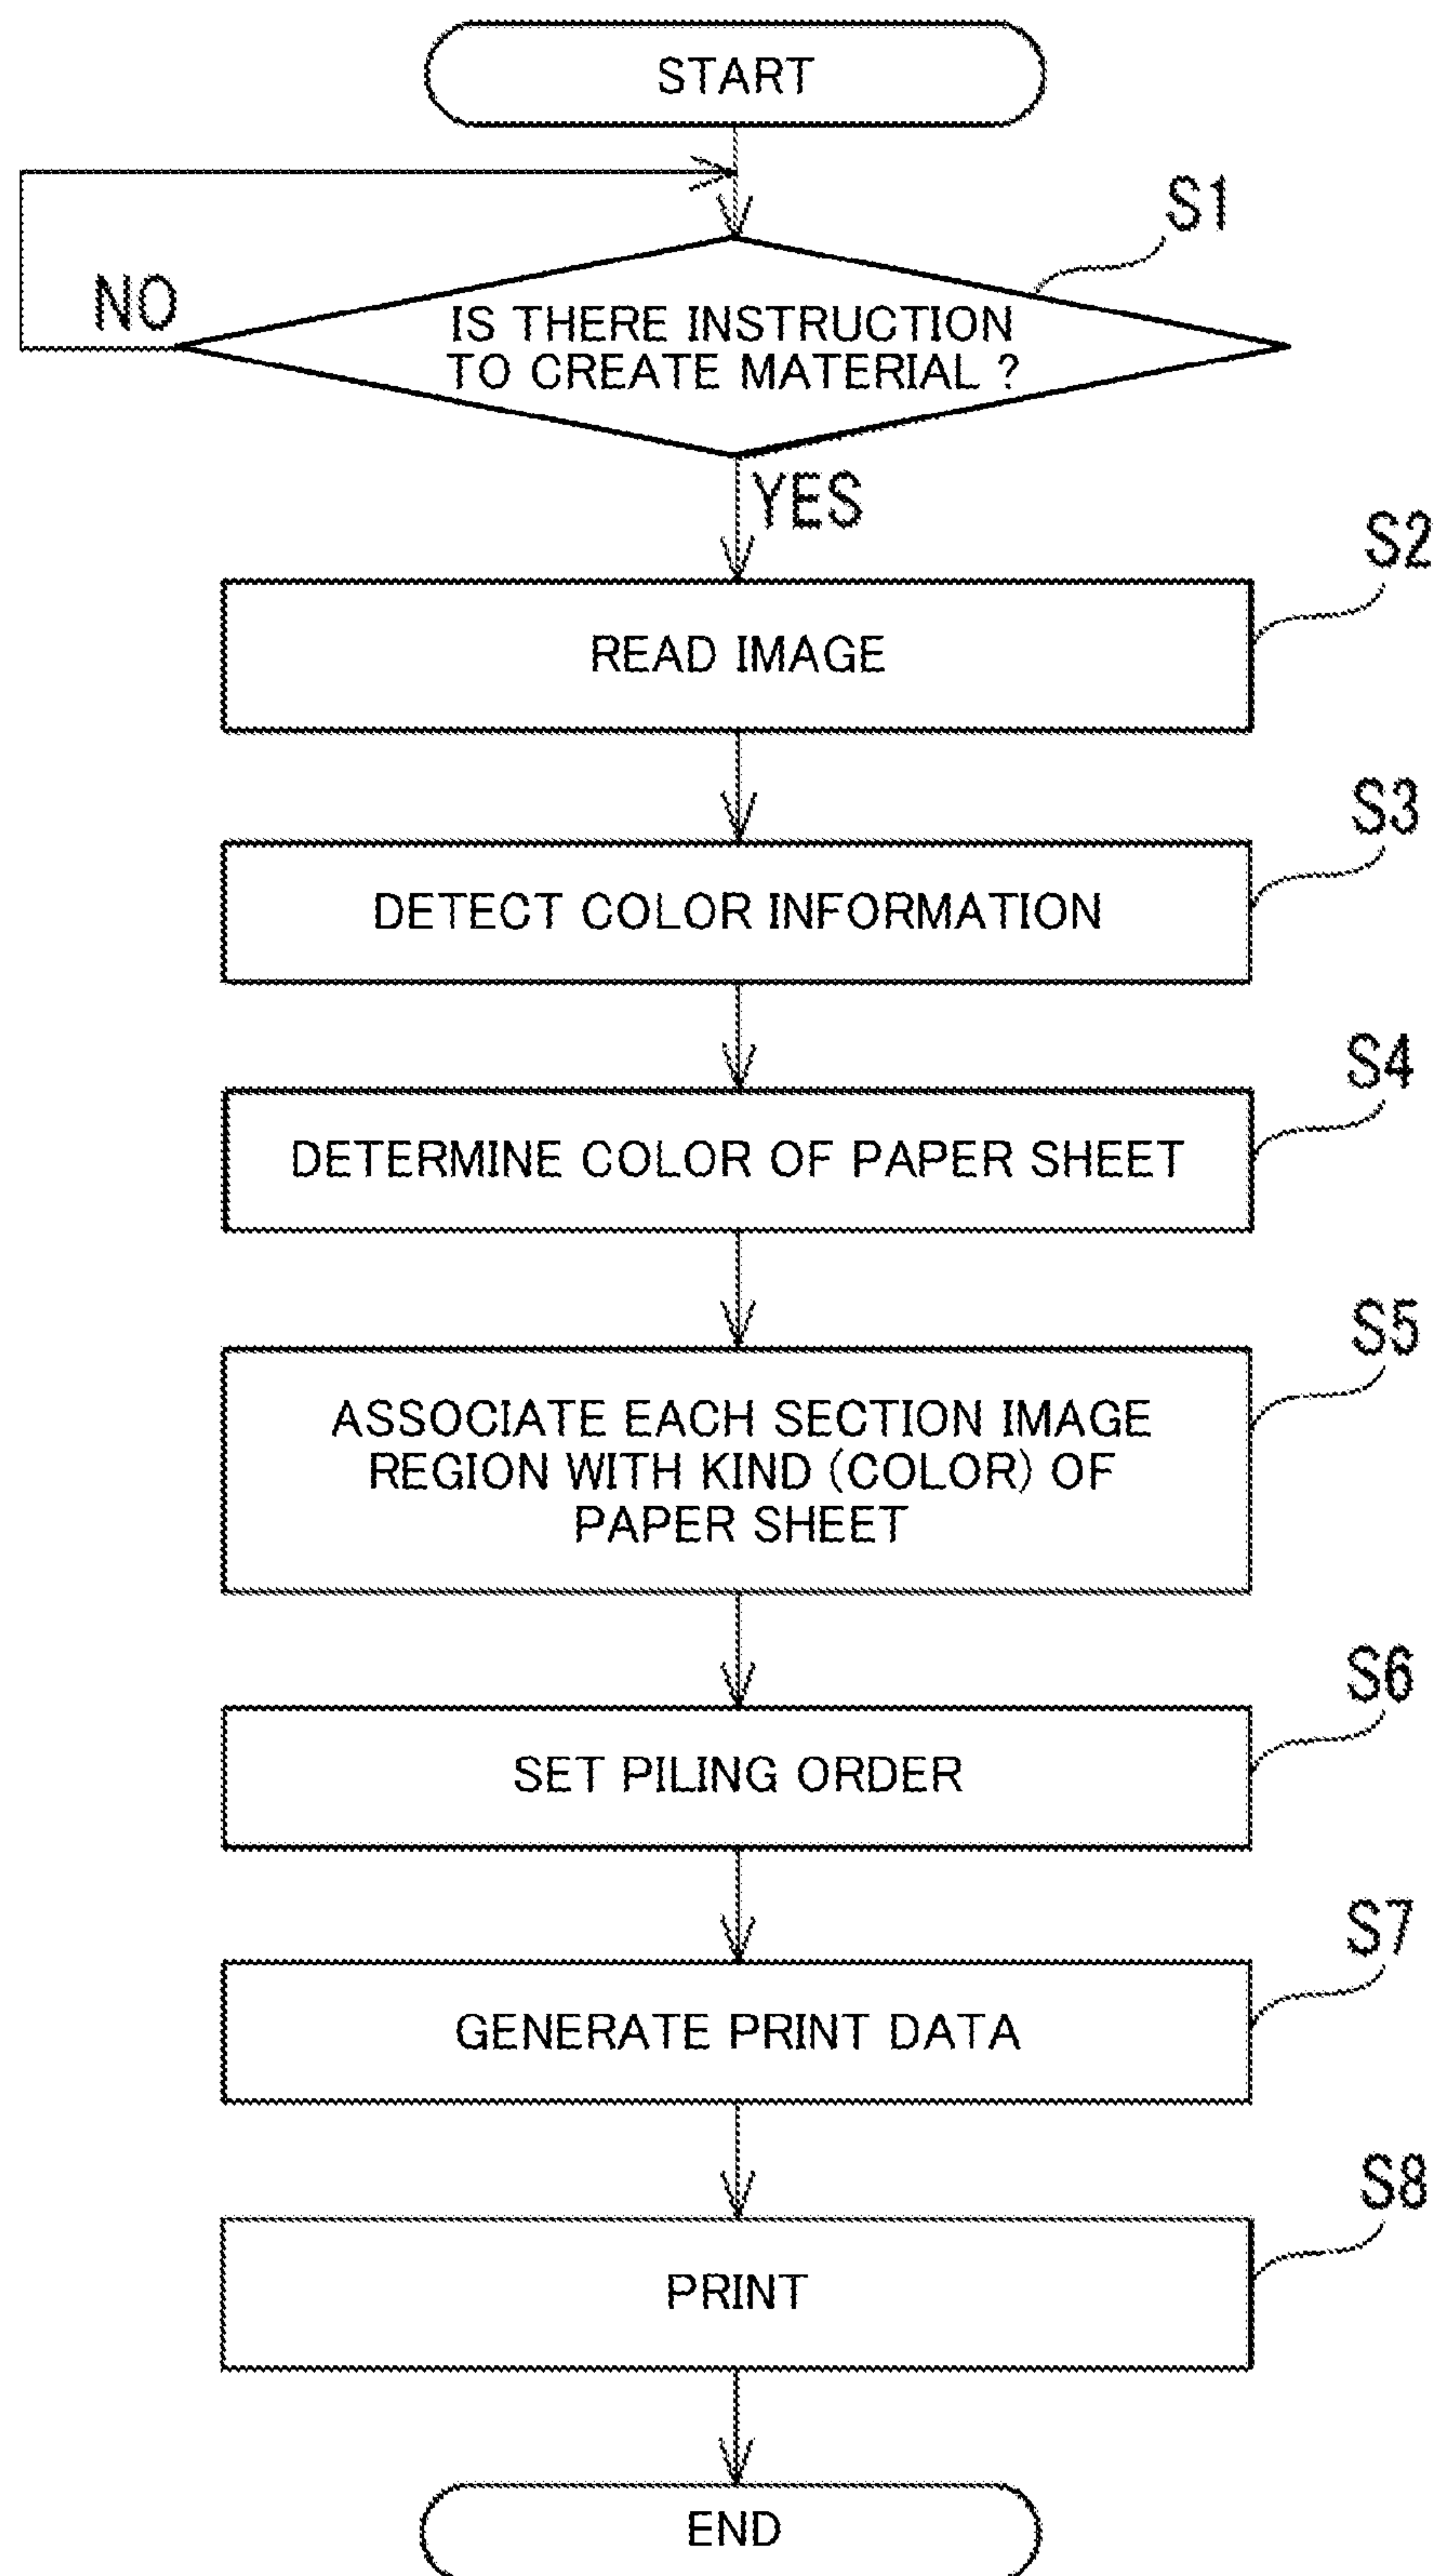 START
S1
NO
IS THERE INSTRUCTION
TO CREATE MATERIAL ?
YES
S2
READ IMAGE
S3
DETECT COLOR INFORMATION
S4
DETERMINE COLOR OF PAPER SHEET
S5
ASSOCIATE EACH SECTION IMAGE
REGION WITH KIND (COLOR) OF
PAPER SHEET
S6
SET PILING ORDER
S7
GENERATE PRINT DATA
S8
PRINT
END